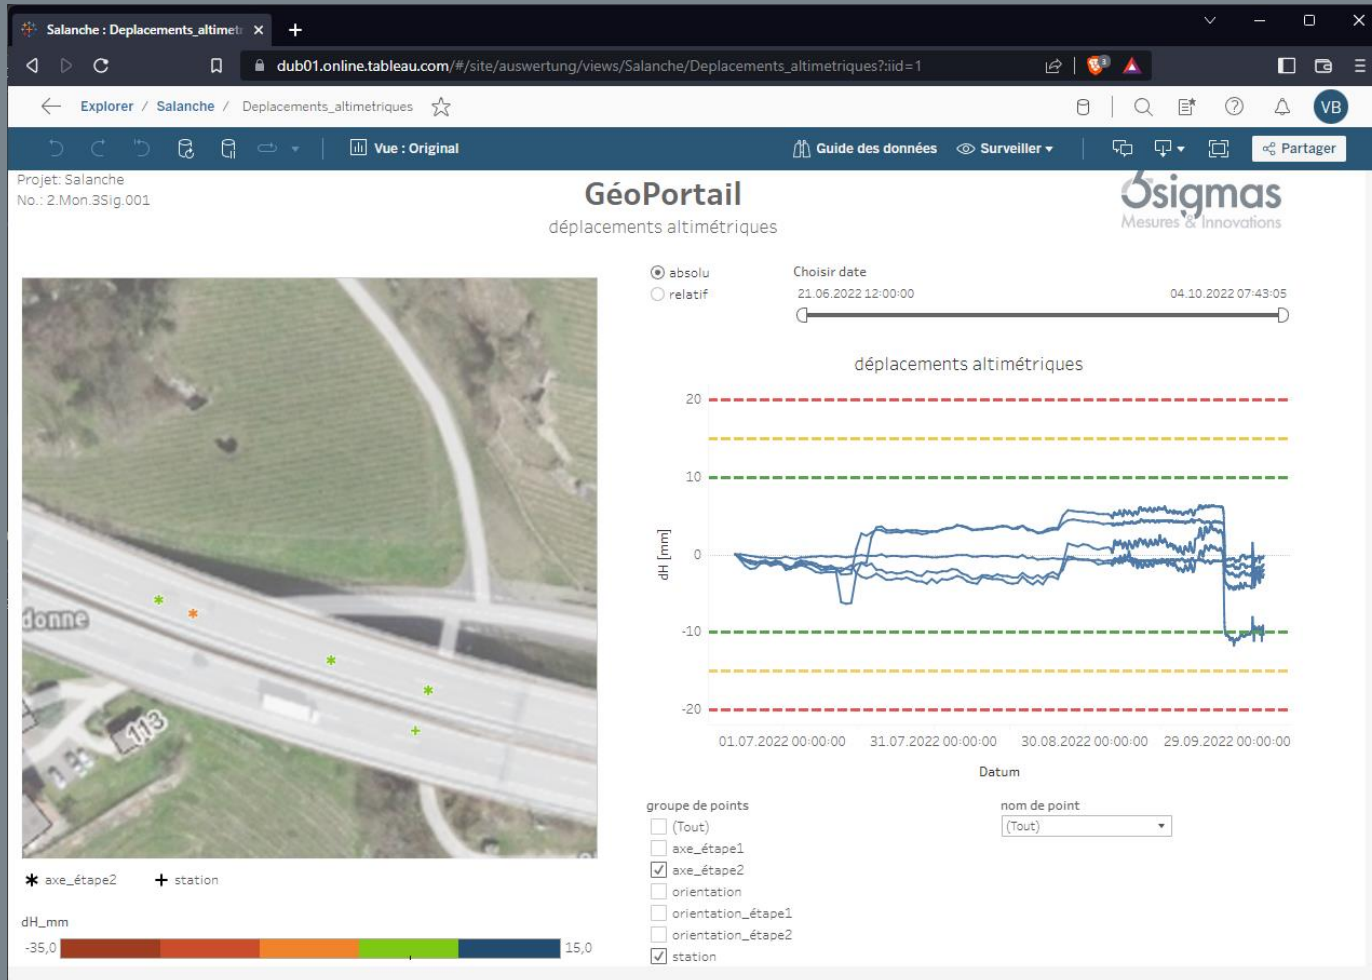 Salanche : Deplacements_altimet
dub01.online.tableau.com/#/site/auswertung/views/Salanche/Deplacements_altimetriques?:iid=1
3
Explorer / Salanche / Deplacements_altimetriques
VB
Vue : Original
Guide des données
Surveiller
Partager
Projet: Salanche
No.: 2.Mon.3Sig.001
GéoPortail
déplacements altimétriques
6sigmas
Mesures & Innovations
absolu
relatif
Choisir date
21.06.2022 12:00:00
04.10.2022 07:43:05
déplacements altimétriques
20
10
0
-10
-20
dH [mm]
01.07.2022 00:00:00
31.07.2022 00:00:00
30.08.2022 00:00:00
29.09.2022 00:00:00
Datum
donne
113
axe_étape2
station
dH_mm
-35,0
15,0
groupe de points
(Tout)
axe_étape1
axe_étape2
orientation
orientation_étape1
orientation_étape2
station
nom de point
(Tout)